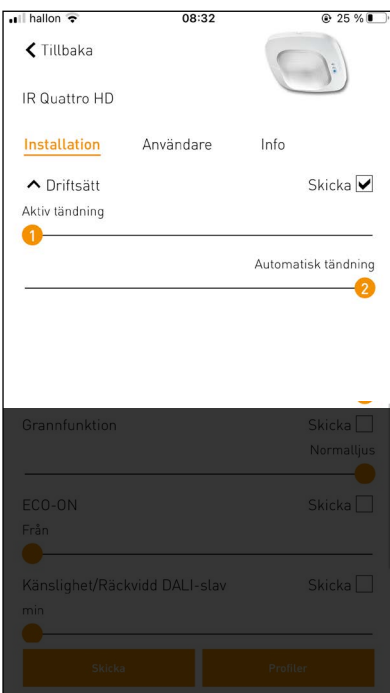 hallon 08:32 25 %
Tillbaka
IR Quattro HD
Installation Användare Info
Driftsätt Skicka
Aktiv tändning
1
Automatisk tändning
2
Grannfunktion Skicka
Normalljus
ECO-ON Skicka
Från
Känslighet/Räckvidd DALI-slav Skicka
min
Skicka Profiler